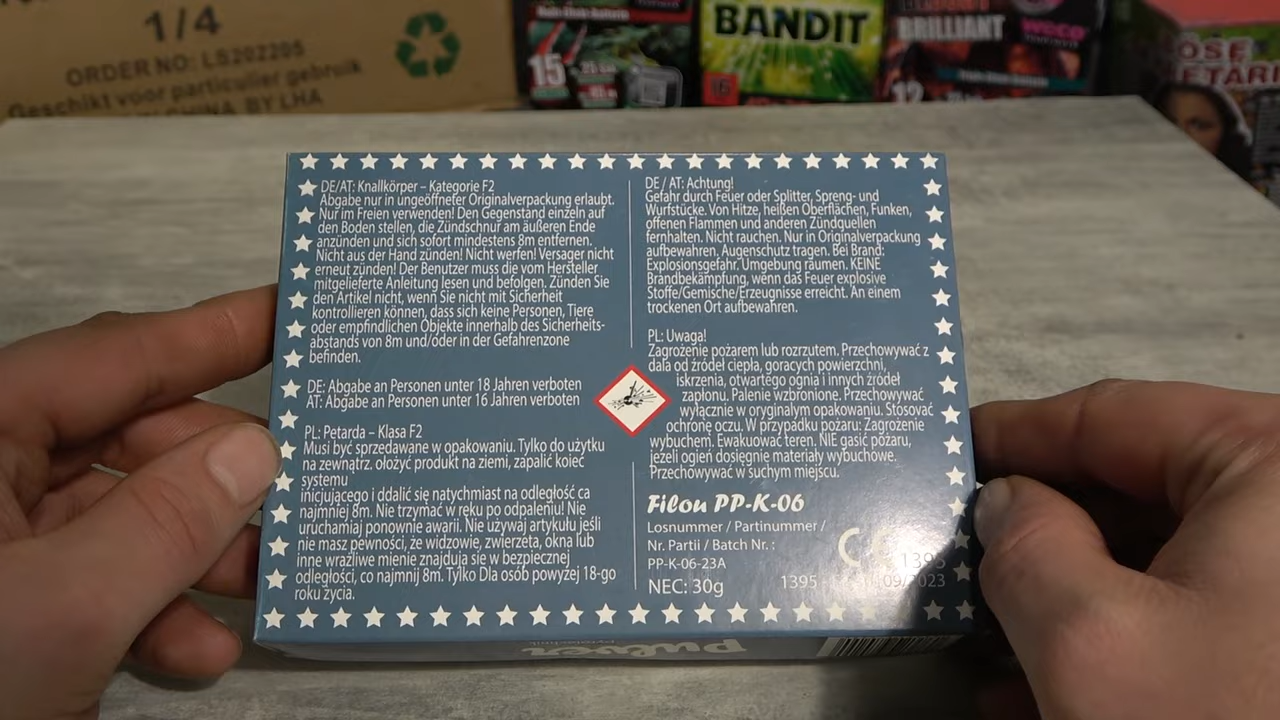 1/4
ORDER NO: LS202205
Geschikt voor particulier gebruik
BY LHA
15
BANDIT
16
BRILLIANT
WECO
12
DE/AT: Knallkörper – Kategorie F2
Abgabe nur in ungeöffneter Originalverpackung erlaubt.
Nur im Freien verwenden! Den Gegenstand einzeln auf
den Boden stellen, die Zündschnur am äußeren Ende
anzünden und sich sofort mindestens 8m entfernen.
Nicht aus der Hand zünden! Nicht werfen! Versager nicht
erneut zünden! Der Benutzer muss die vom Hersteller
mitgelieferte Anleitung lesen und befolgen. Zünden Sie
den Artikel nicht, wenn Sie nicht mit Sicherheit
kontrollieren können, dass sich keine Personen, Tiere
oder empfindlichen Objekte innerhalb des Sicherheits-
abstands von 8m und/oder in der Gefahrenzone
befinden.
DE: Abgabe an Personen unter 18 Jahren verboten
AT: Abgabe an Personen unter 16 Jahren verboten
PL: Petarda – Klasa F2
Musi być sprzedawane w opakowaniu. Tylko do użytku
na zewnątrz. ołożyć produkt na ziemi, zapalić koieć
systemu
inicjującego i ddalić się natychmiast na odległość ca
najmniej 8m. Nie trzymać w ręku po odpaleniu! Nie
uruchamiaj ponownie awarii. Nie używaj artykułu jeśli
nie masz pewności, że widzowie, zwierzęta, okna lub
inne wrażliwe mienie znajdują się w bezpiecznej
odległości, co najmnij 8m. Tylko Dla osób powyżej 18-go
roku życia.
DE / AT: Achtung!
Gefahr durch Feuer oder Splitter, Spreng- und
Wurfstücke. Von Hitze, heißen Oberflächen, Funken,
offenen Flammen und anderen Zündquellen
fernhalten. Nicht rauchen. Nur in Originalverpackung
aufbewahren. Augenschutz tragen. Bei Brand:
Explosionsgefahr. Umgebung räumen. KEINE
Brandbekämpfung, wenn das Feuer explosive
Stoffe/Gemische/Erzeugnisse erreicht. An einem
trockenen Ort aufbewahren.
PL: Uwaga!
Zagrożenie pożarem lub rozrzutem. Przechowywać z
dala od źródeł ciepła, goracych powierzchni,
iskrzenia, otwartego ognia i innych źródeł
zapłonu. Palenie wzbronione. Przechowywać
wyłącznie w oryginalym opakowaniu. Stosovać
ochronę oczu. W przypadku pożaru: Zagrożenie
wybuchem. Ewakuować teren. NIE gasić pożaru,
jeżeli ogień dosięgnie materiały wybuchowe.
Przechowywać w suchym miejscu.
Filou PP-K-06
Losnummer / Partinummer /
Nr. Partii / Batch Nr. :
PP-K-06-23A
NEC: 30g
CE 1395
1395 09/2023
pulver
pyrotechnik